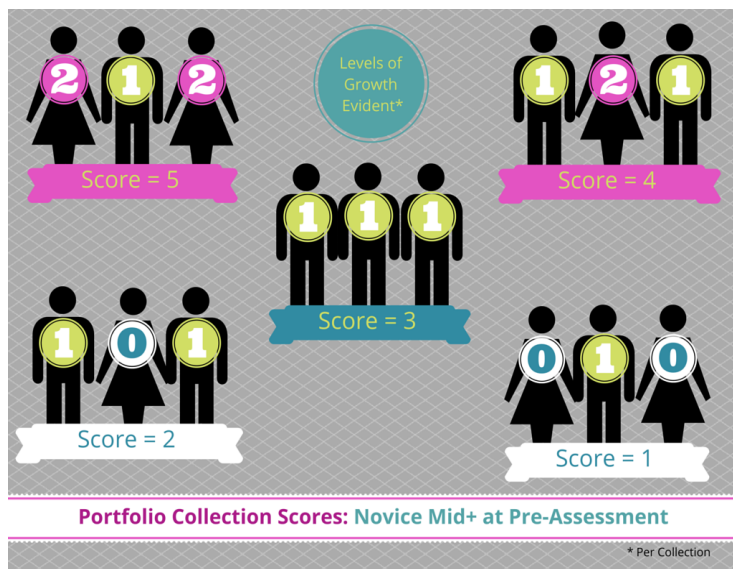 2 1 2
Score = 5
Levels of
Growth
Evident*
1 2 1
Score = 4
1 1 1
Score = 3
1 0 1
Score = 2
0 1 0
Score = 1
Portfolio Collection Scores: Novice Mid+ at Pre-Assessment
* Per Collection